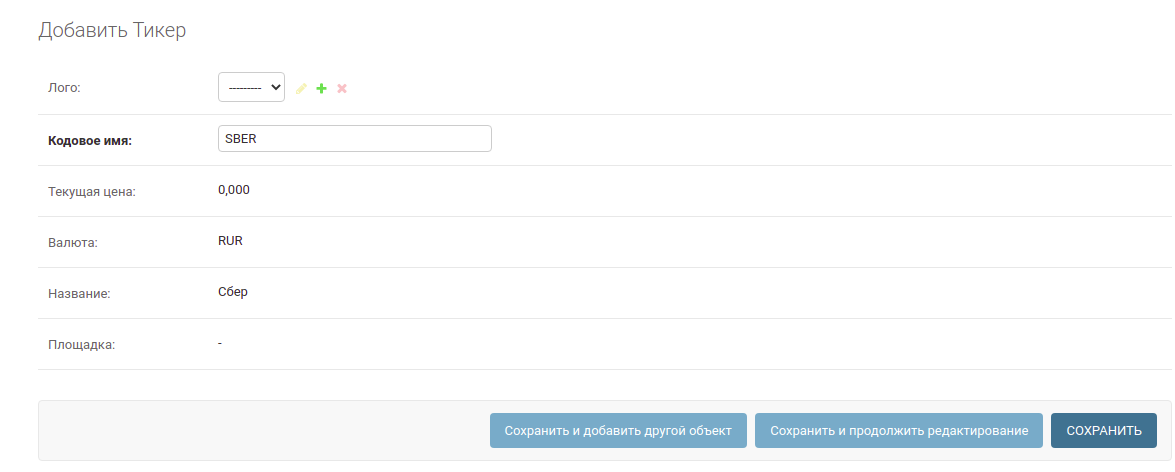 Добавить Тикер
Лого: ---------
Кодовое имя: SBER
Текущая цена: 0,000
Валюта: RUR
Название: Сбер
Площадка: -
Сохранить и добавить другой объект Сохранить и продолжить редактирование СОХРАНИТЬ